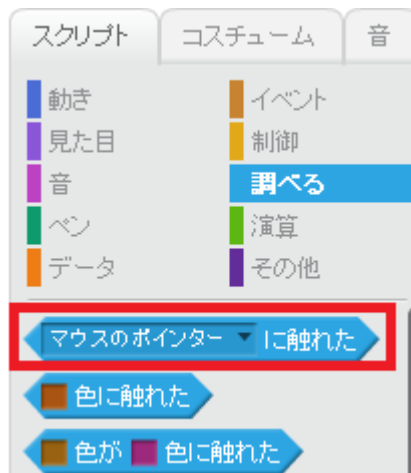 スクリプト コスチューム 音
動き イベント
見た目 制御
音 調べる
ペン 演算
データ その他
マウスのポインター に触れた
色に触れた
色が 色に触れた